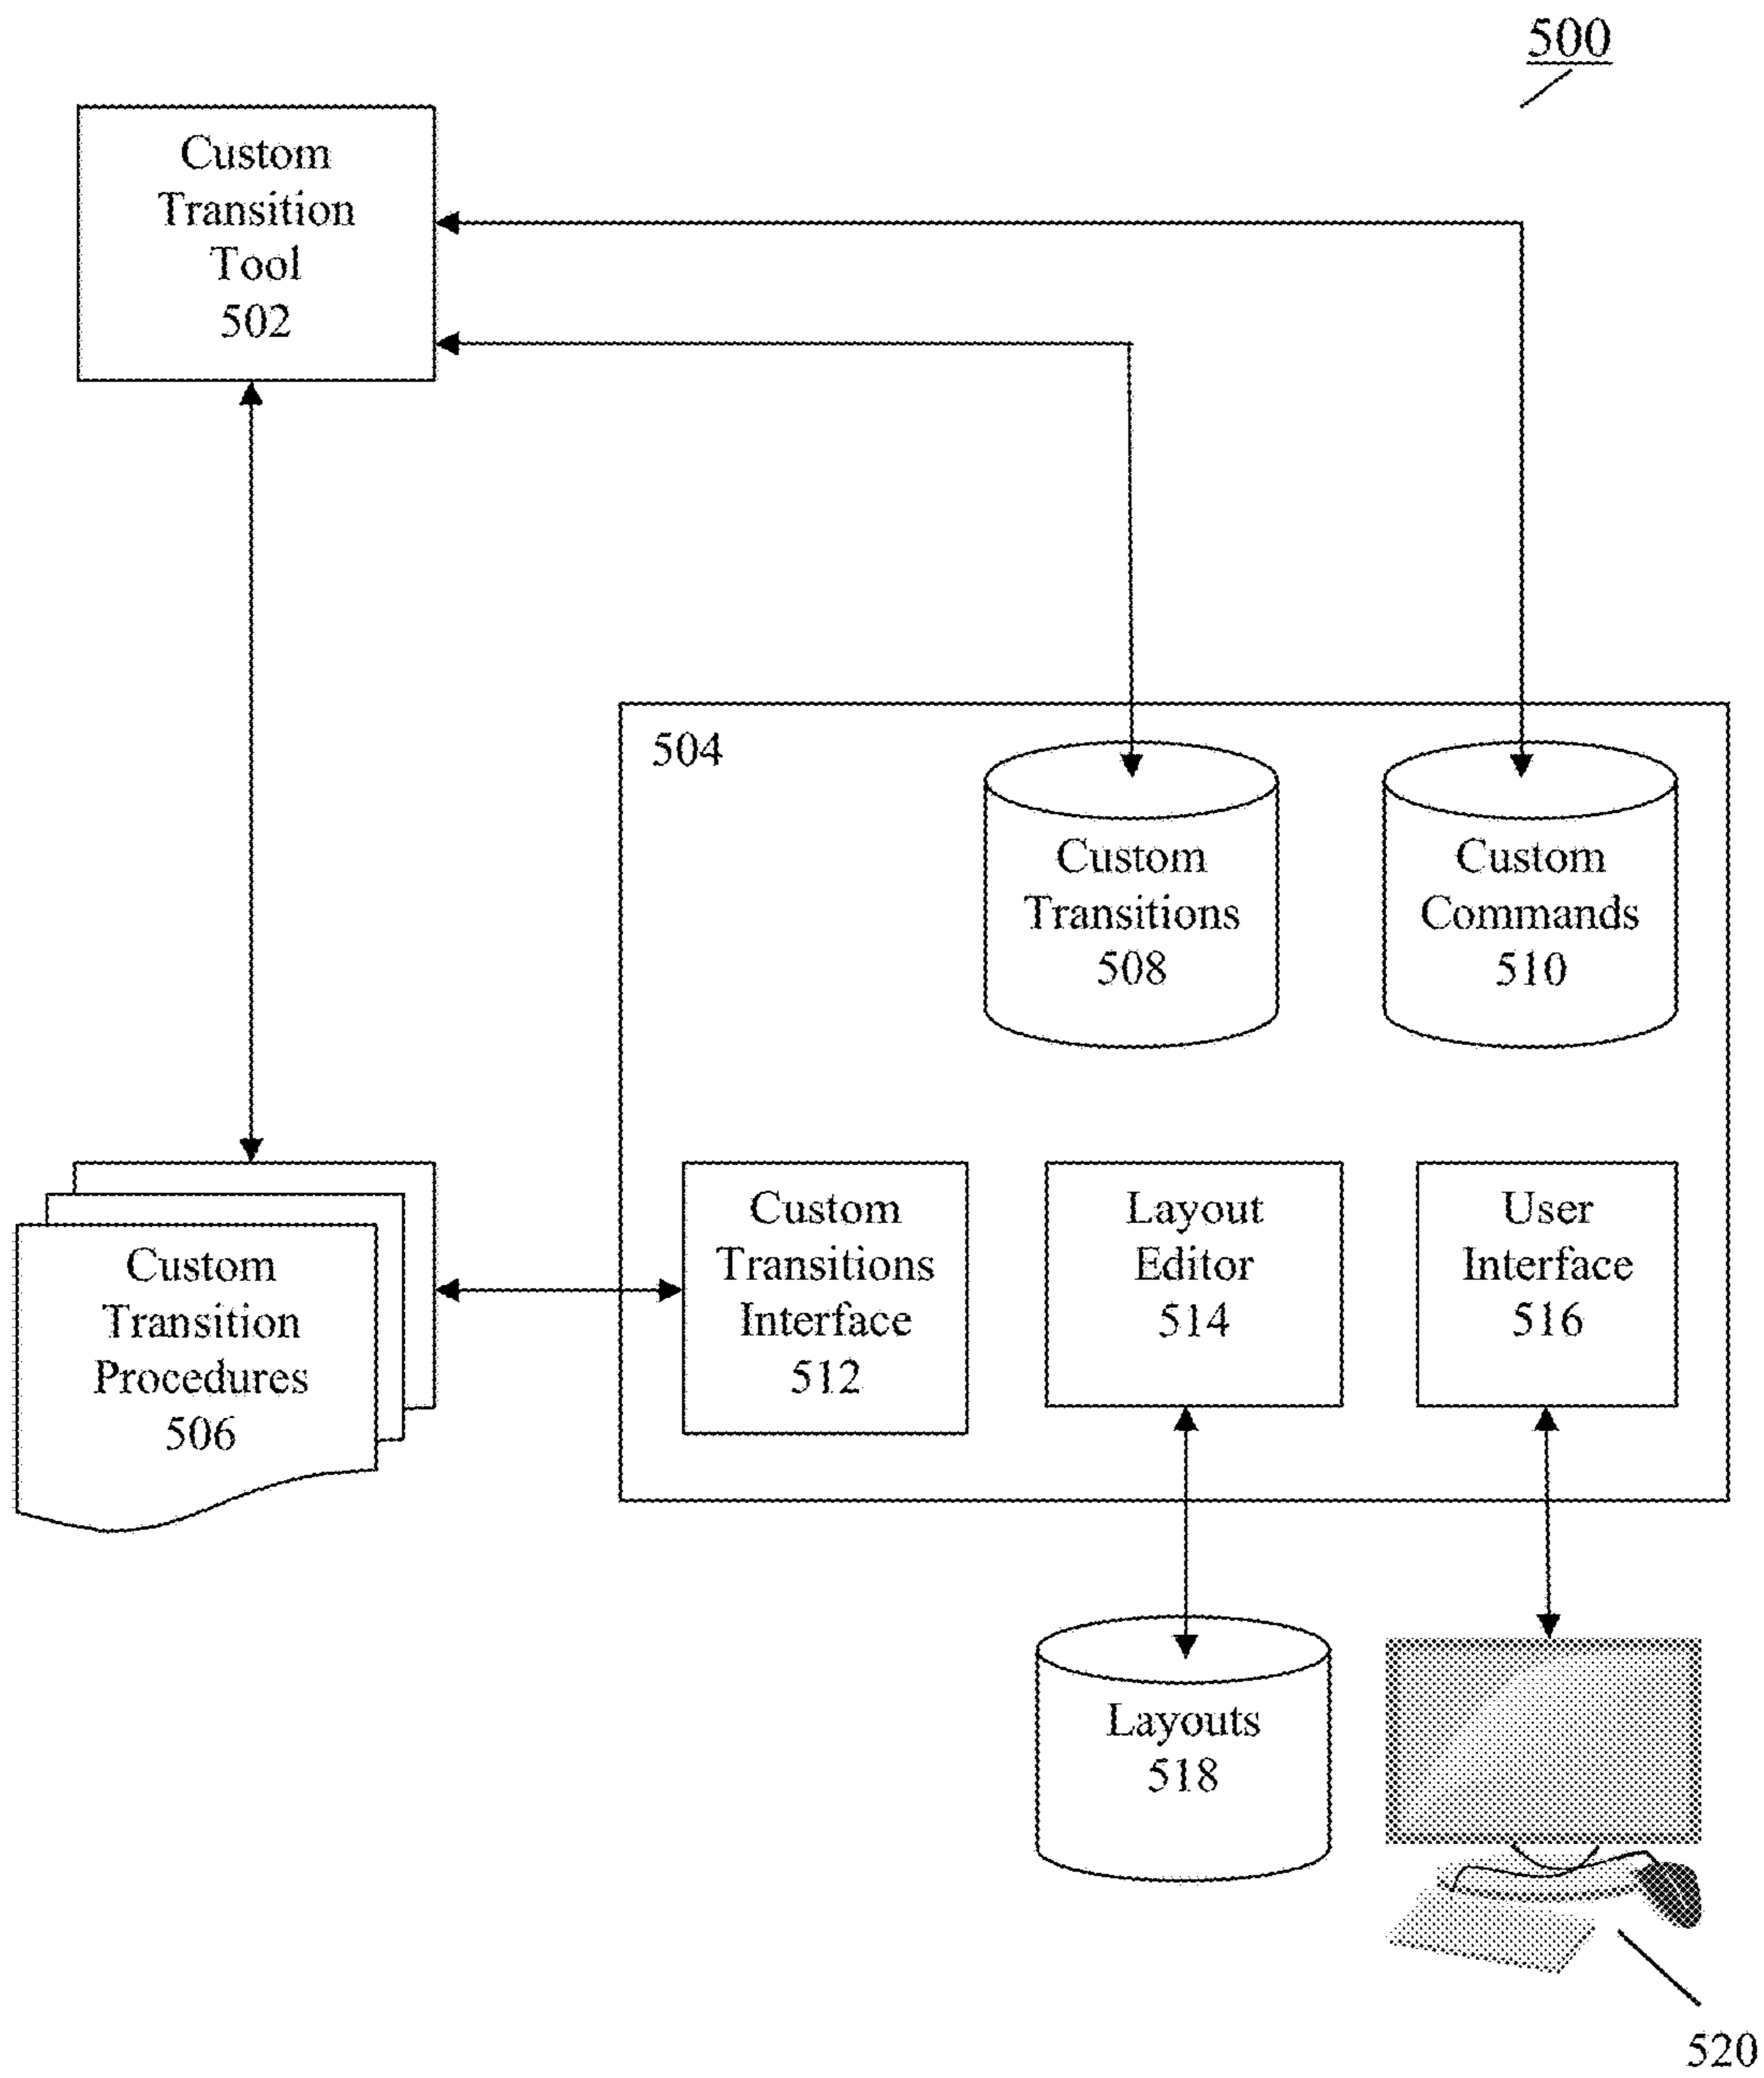 500
Custom
Transition
Tool
502
504
Custom
Transitions
508
Custom
Commands
510
Custom
Transition
Procedures
506
Custom
Transitions
Interface
512
Layout
Editor
514
User
Interface
516
Layouts
518
520